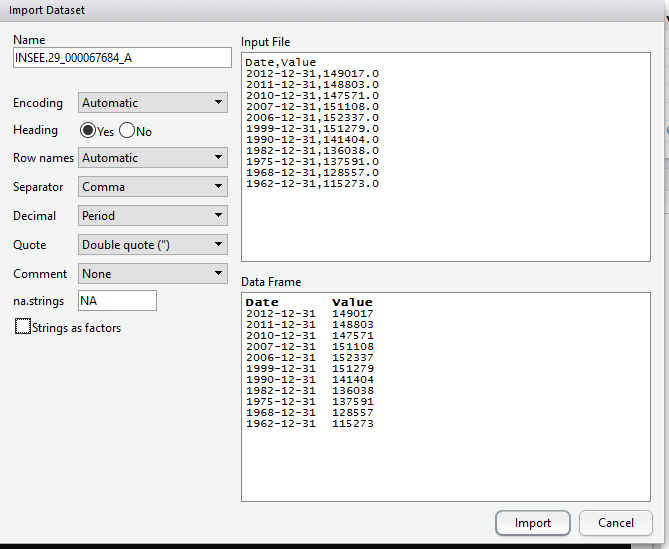 Import Dataset
Name
INSEE.29_000067684_A
Encoding Automatic
Heading Yes No
Row names Automatic
Separator Comma
Decimal Period
Quote Double quote (")
Comment None
na.strings NA
Strings as factors
Input File
Date,Value
2012-12-31,149017.0
2011-12-31,148803.0
2010-12-31,147571.0
2007-12-31,151108.0
2006-12-31,152337.0
1999-12-31,151279.0
1990-12-31,141404.0
1982-12-31,136038.0
1975-12-31,137591.0
1968-12-31,128557.0
1962-12-31,115273.0
Data Frame
Date Value
2012-12-31 149017
2011-12-31 148803
2010-12-31 147571
2007-12-31 151108
2006-12-31 152337
1999-12-31 151279
1990-12-31 141404
1982-12-31 136038
1975-12-31 137591
1968-12-31 128557
1962-12-31 115273
Import Cancel